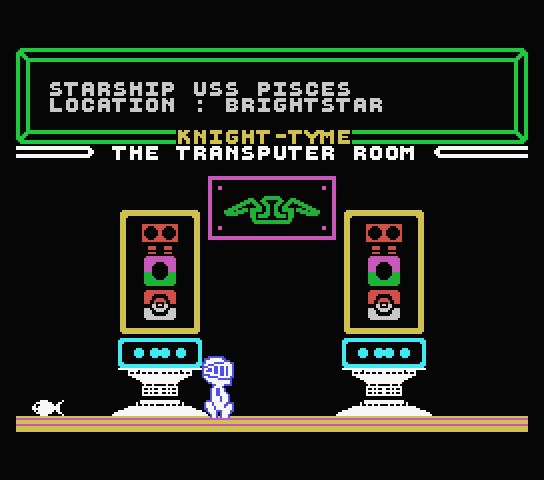 STARSHIP USS PISCES
LOCATION : BRIGHTSTAR
KNIGHT-TYME
THE TRANSPUTER ROOM